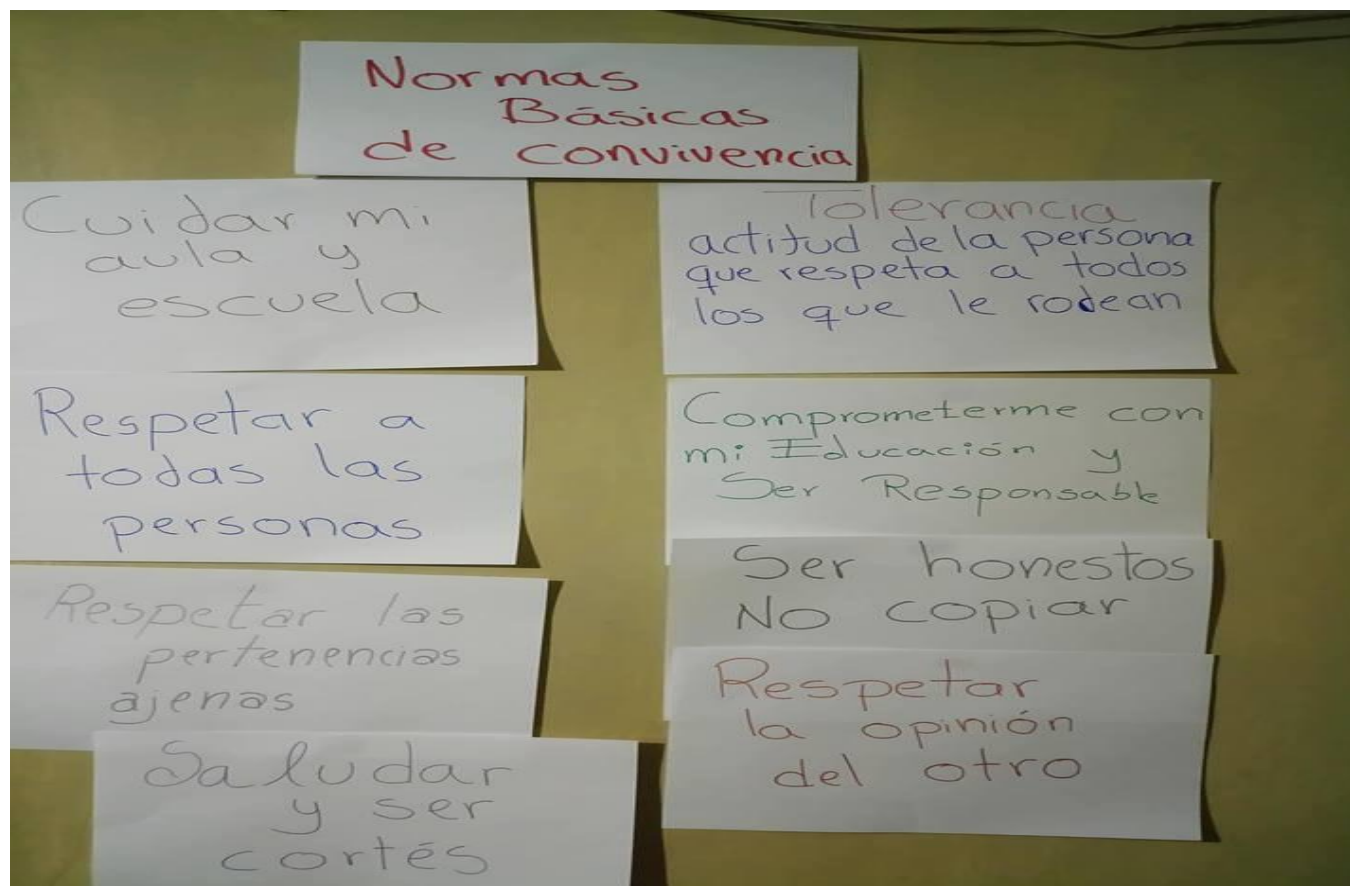 Normas
Básicas
de convivencia
Cuidar mi
aula y
escuela
Respetar a
todas las
personas
Respetar las
pertenencias
ajenas
Saludar
y ser
cortés
Tolerancia
actitud de la persona
que respeta a todos
los que le rodean
Comprometerme con
mi Educación y
Ser Responsable
Ser honestos
NO copiar
Respetar
la opinión
del otro